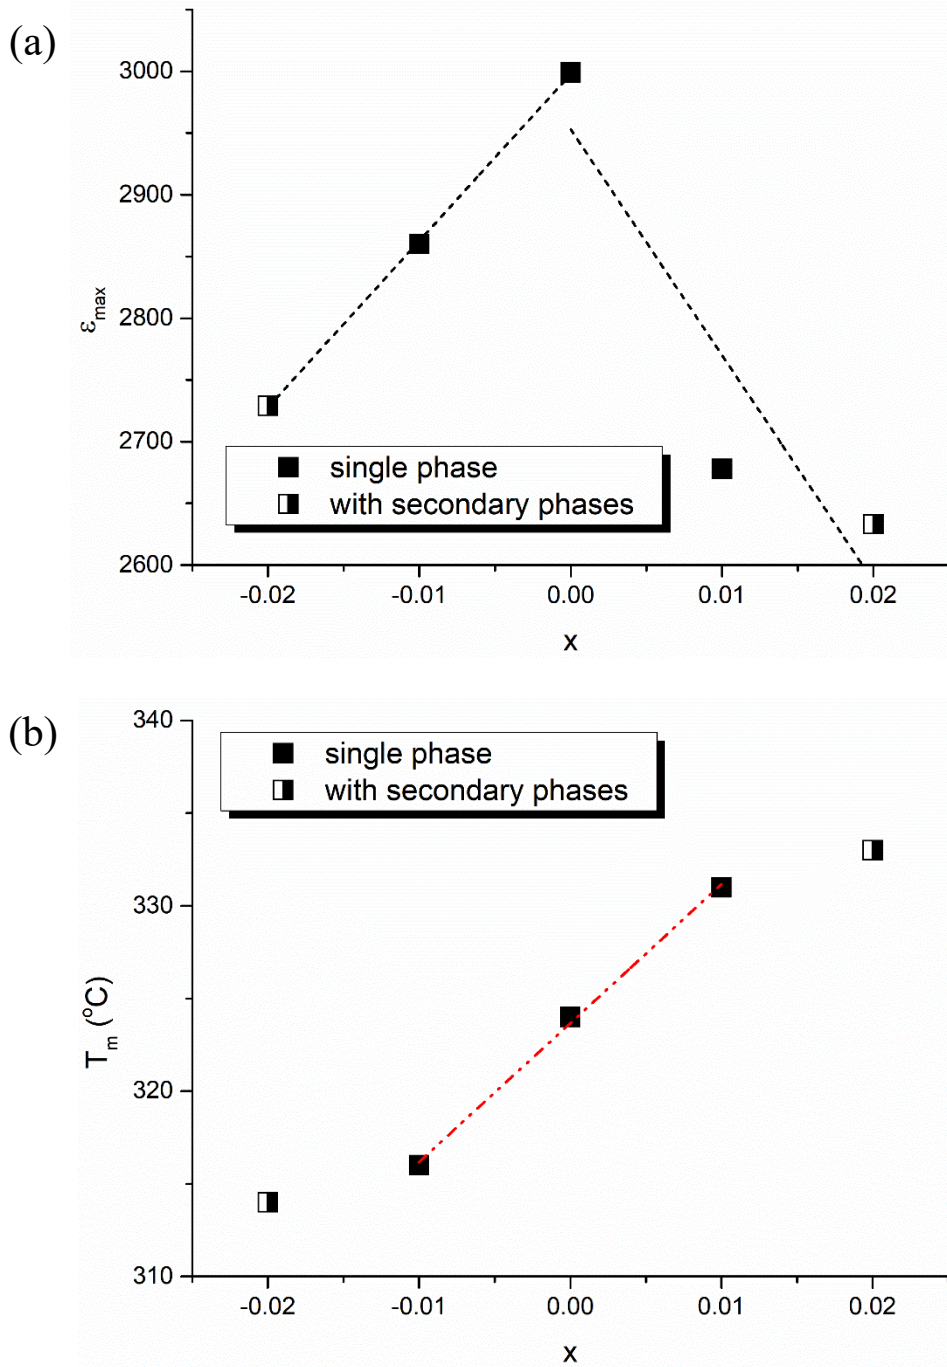 (a)
3000
2900
2800
2700
2600
εmax
single phase
with secondary phases
-0.02 -0.01 0.00 0.01 0.02
x
(b)
340
330
320
310
Tm (oC)
single phase
with secondary phases
-0.02 -0.01 0.00 0.01 0.02
x